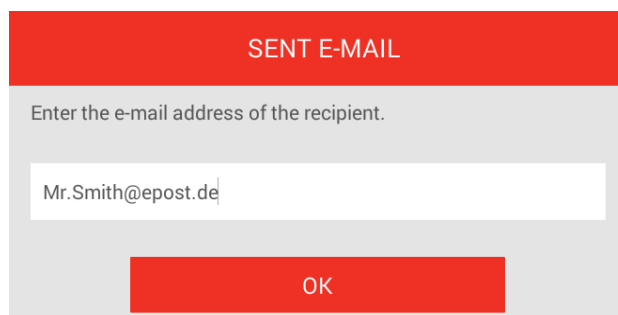 SENT E-MAIL
Enter the e-mail address of the recipient.
Mr.Smith@epost.de
OK